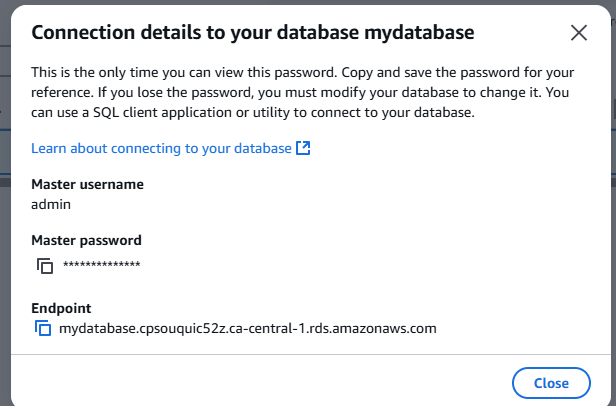 Connection details to your database mydatabase
This is the only time you can view this password. Copy and save the password for your
reference. If you lose the password, you must modify your database to change it. You
can use a SQL client application or utility to connect to your database.
Learn about connecting to your database
Master username
admin
Master password
**************
Endpoint
mydatabase.cpsouquic52z.ca-central-1.rds.amazonaws.com
Close